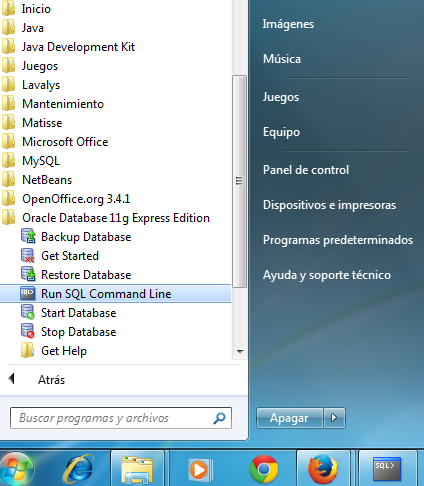 Inicio
Java
Java Development Kit
Juegos
Lavalys
Mantenimiento
Matisse
Microsoft Office
MySQL
NetBeans
OpenOffice.org 3.4.1
Oracle Database 11g Express Edition
Backup Database
Get Started
Restore Database
SQL>
Run SQL Command Line
Start Database
Stop Database
Get Help
Atrás
Buscar programas y archivos
Imágenes
Música
Juegos
Equipo
Panel de control
Dispositivos e impresoras
Programas predeterminados
Ayuda y soporte técnico
Apagar
SQL>